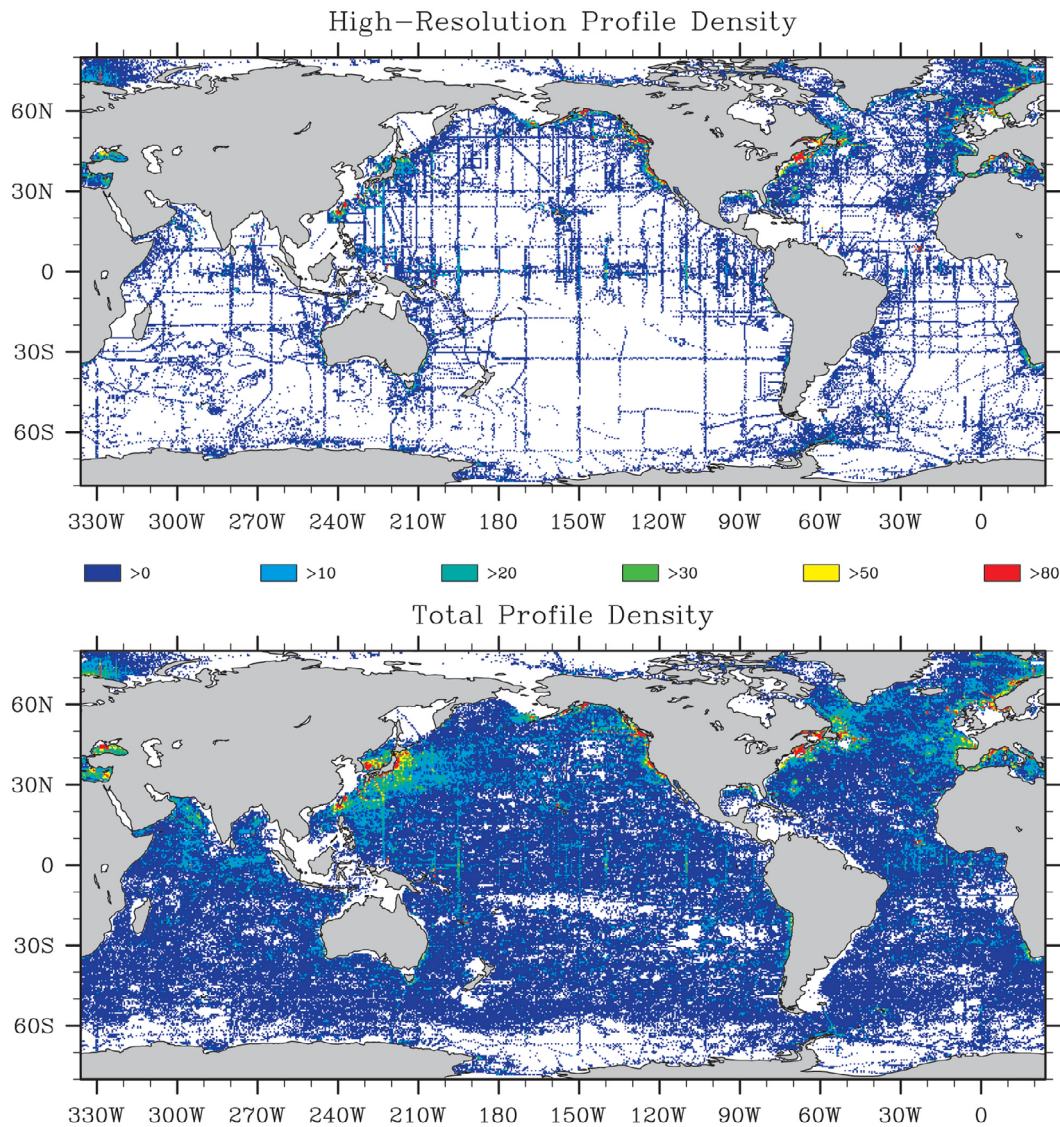 High-Resolution Profile Density
60N
30N
0
30S
60S
330W 300W 270W 240W 210W 180 150W 120W 90W 60W 30W 0
>0 >10 >20 >30 >50 >80
Total Profile Density
60N
30N
0
30S
60S
330W 300W 270W 240W 210W 180 150W 120W 90W 60W 30W 0